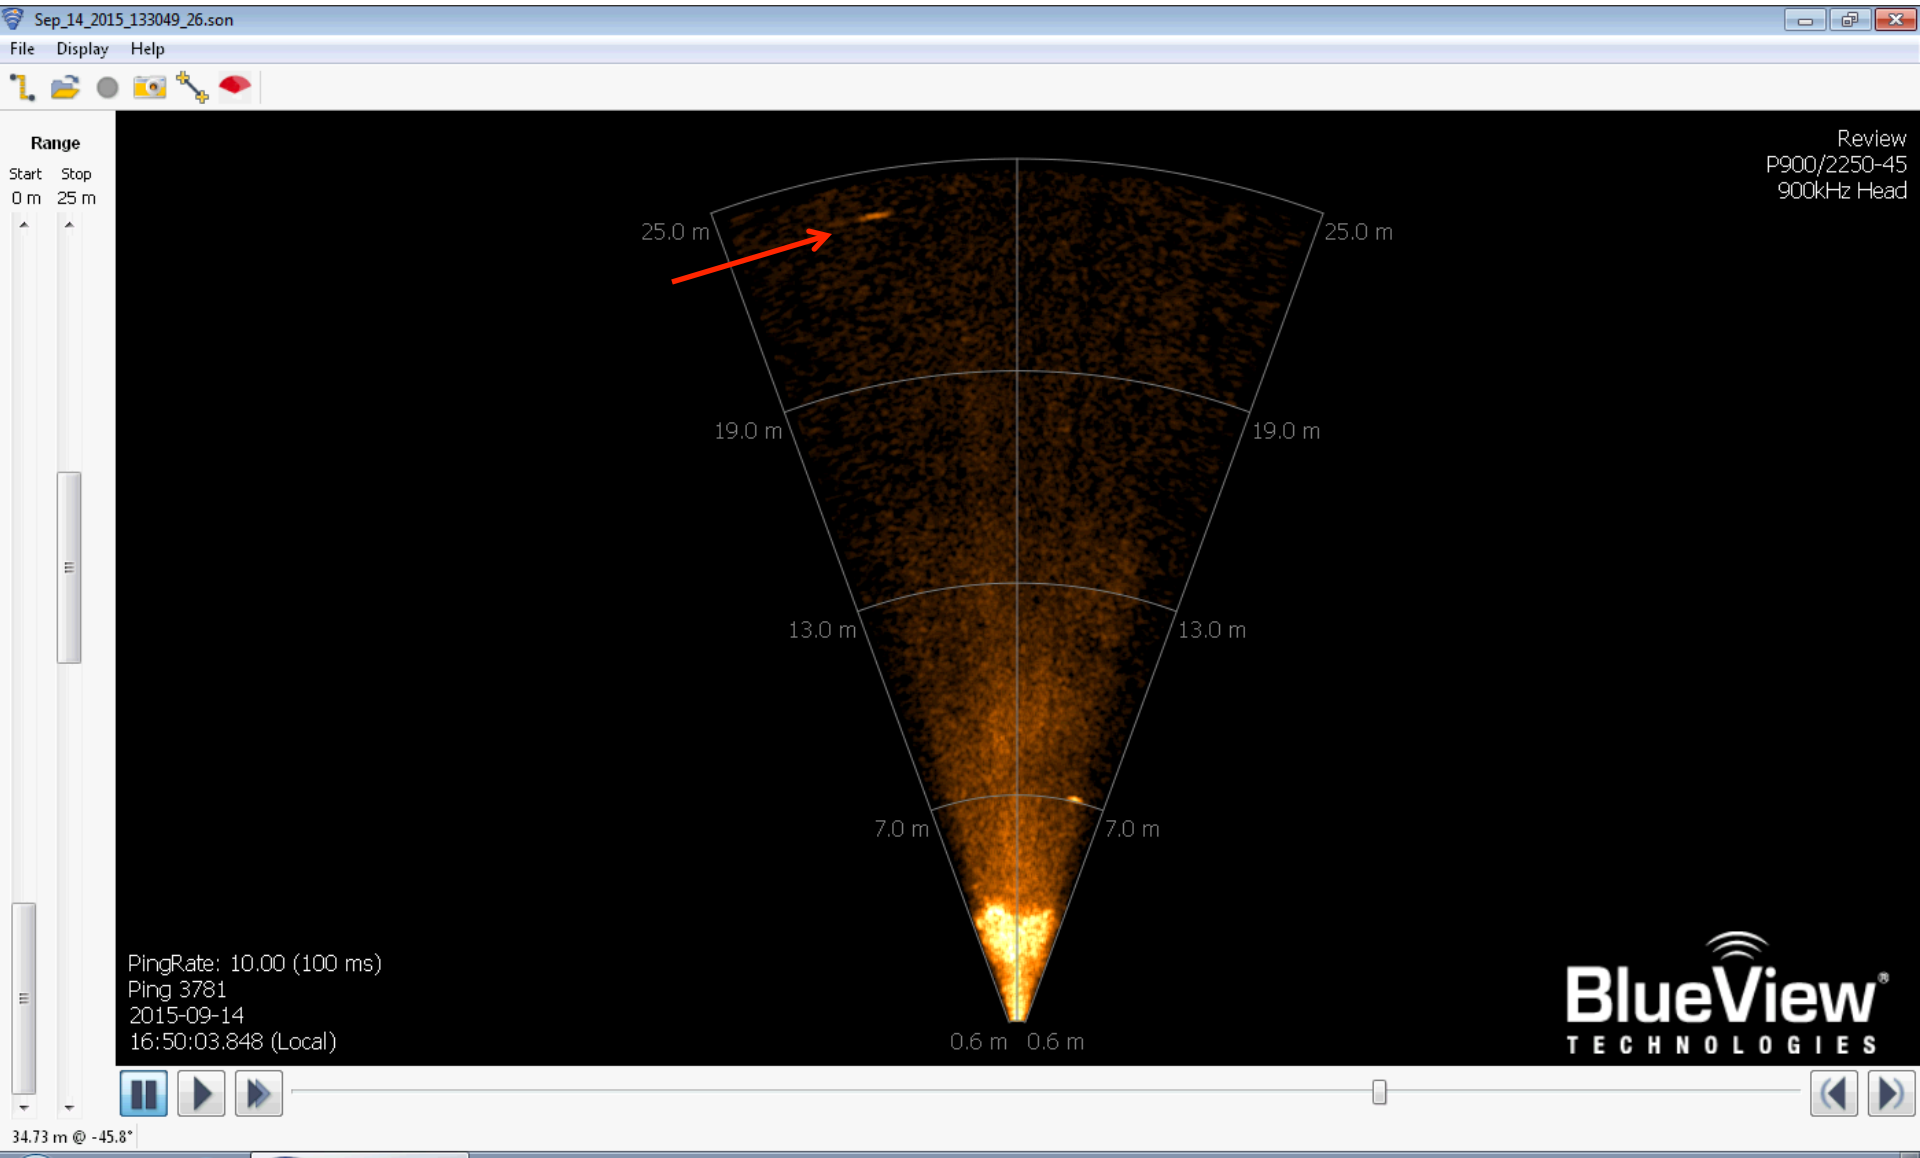 Sep_14_2015_133049_26.son
File Display Help
Range
Start Stop
0 m 25 m
Review
P900/2250-45
900kHz Head
25.0 m 25.0 m
19.0 m 19.0 m
13.0 m 13.0 m
7.0 m 7.0 m
0.6 m 0.6 m
PingRate: 10.00 (100 ms)
Ping 3781
2015-09-14
16:50:03.848 (Local)
BlueView®
TECHNOLOGIES
34.73 m @ -45.8°